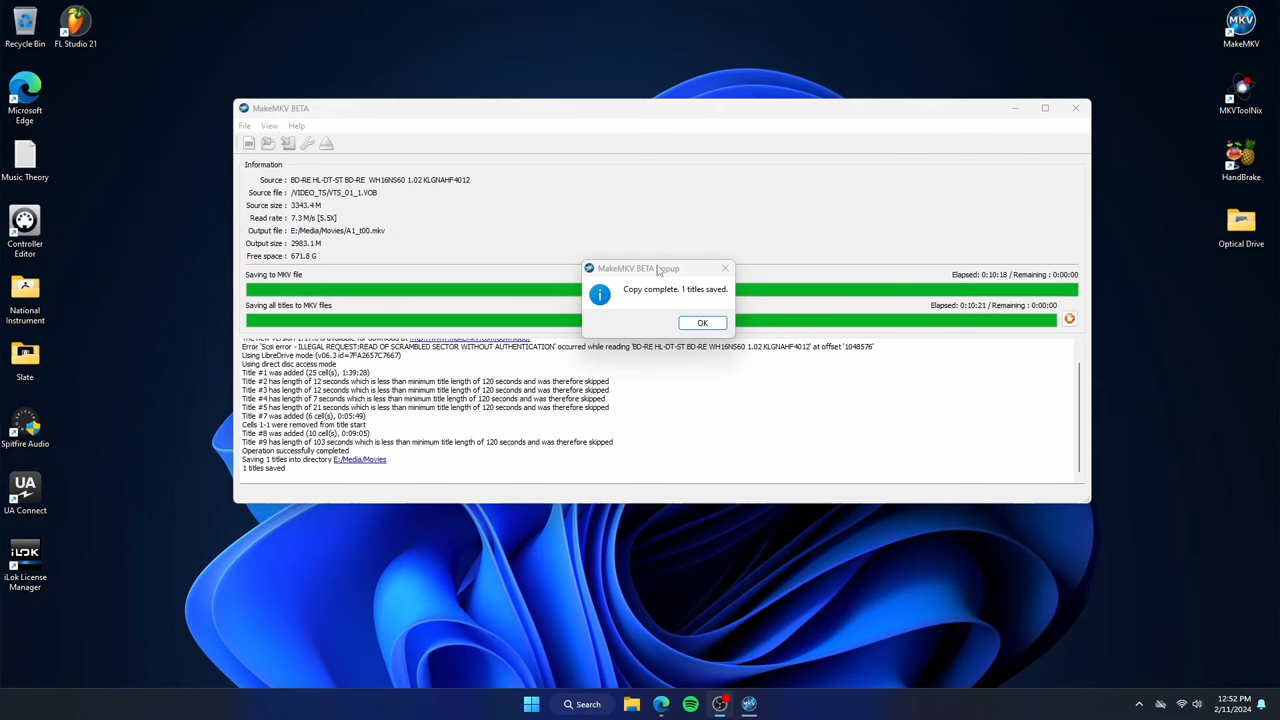 Recycle Bin
FL Studio 21
Microsoft
Edge
Music Theory
Controller
Editor
National
Instrument
Slate
Spitfire Audio
UA
UA Connect
iLOK
iLok License
Manager
MakeMKV BETA
File View Help
Information
Source : BD-RE HL-DT-ST BD-RE WH16NS60 1.02 KLGNAHF4012
Source file : /VIDEO_TS/VTS_01_1.VOB
Source size : 3343.4 M
Read rate : 7.3 M/s [5.5X]
Output file : E:/Media/Movies/A1_t00.mkv
Output size : 2983.1 M
Free space : 671.8 G
Saving to MKV file
Elapsed: 0:10:18 / Remaining : 0:00:00
Saving all titles to MKV files
Elapsed: 0:10:21 / Remaining : 0:00:00
MakeMKV BETA
Copy complete. 1 titles saved.
OK
Error 'Scsi error - ILLEGAL REQUEST:READ OF SCRAMBLED SECTOR WITHOUT AUTHENTICATION' occurred while reading 'BD-RE HL-DT-ST BD-RE WH16NS60 1.02 KLGNAHF4012' at offset '1048576'
Using LibreDrive mode (v06.3 id=7FA2657C7667)
Using direct disc access mode
Title #1 was added (25 cell(s), 1:39:28)
Title #2 has length of 12 seconds which is less than minimum title length of 120 seconds and was therefore skipped
Title #3 has length of 12 seconds which is less than minimum title length of 120 seconds and was therefore skipped
Title #4 has length of 7 seconds which is less than minimum title length of 120 seconds and was therefore skipped
Title #5 has length of 21 seconds which is less than minimum title length of 120 seconds and was therefore skipped
Title #7 was added (6 cell(s), 0:05:49)
Cells 1-1 were removed from title start
Title #8 was added (10 cell(s), 0:09:05)
Title #9 has length of 103 seconds which is less than minimum title length of 120 seconds and was therefore skipped
Operation successfully completed
Saving 1 titles into directory E:/Media/Movies
1 titles saved
MKV
MakeMKV
MKVToolNix
HandBrake
Optical Drive
Search
12:52 PM
2/11/2024